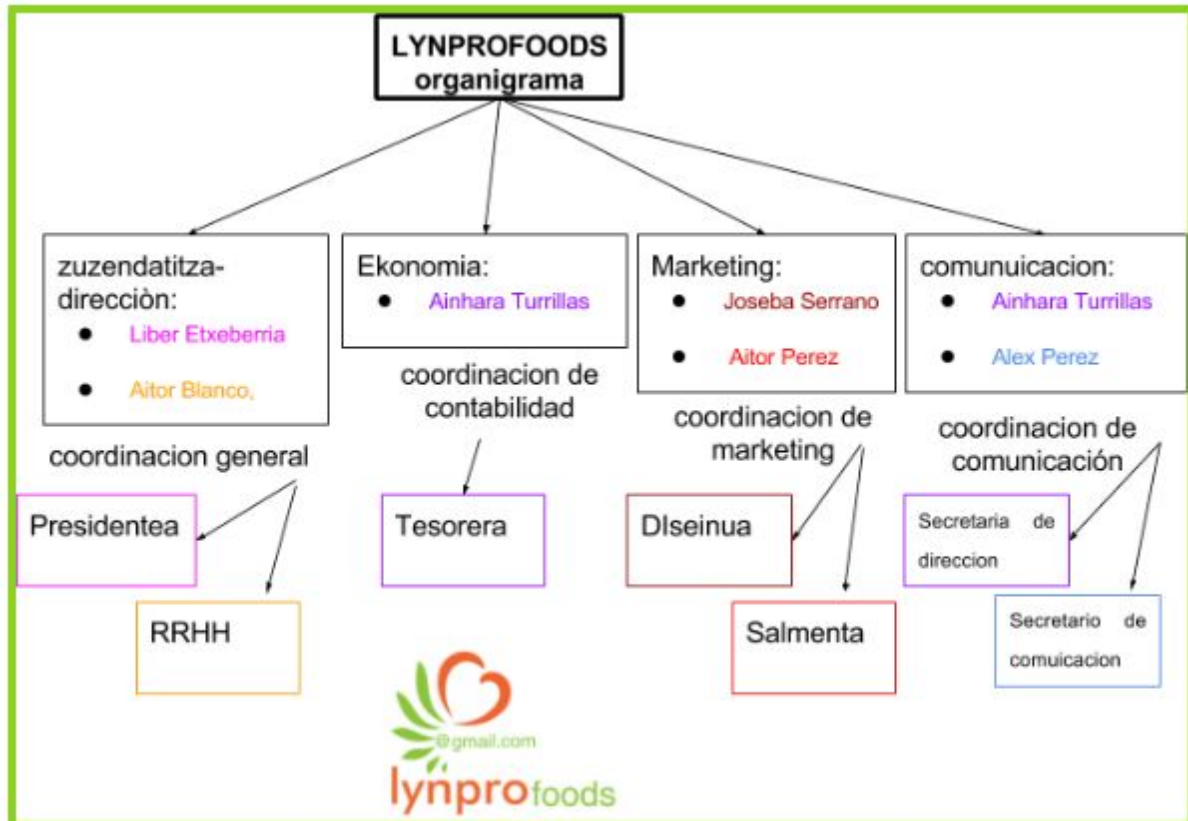 LYNPROFOODS
organigrama
zuzendatitza-
direcciòn:
Liber Etxeberria
Aitor Blanco,
coordinacion general
Presidentea
RRHH
Ekonomia:
Ainhara Turrillas
coordinacion de
contabilidad
Tesorera
Marketing:
Joseba Serrano
Aitor Perez
coordinacion de
marketing
DIseinua
Salmenta
comunuicacion:
Ainhara Turrillas
Alex Perez
coordinacion de
comunicación
Secretaria de
direccion
Secretario de
comuicacion
@gmail.com
lynpro foods